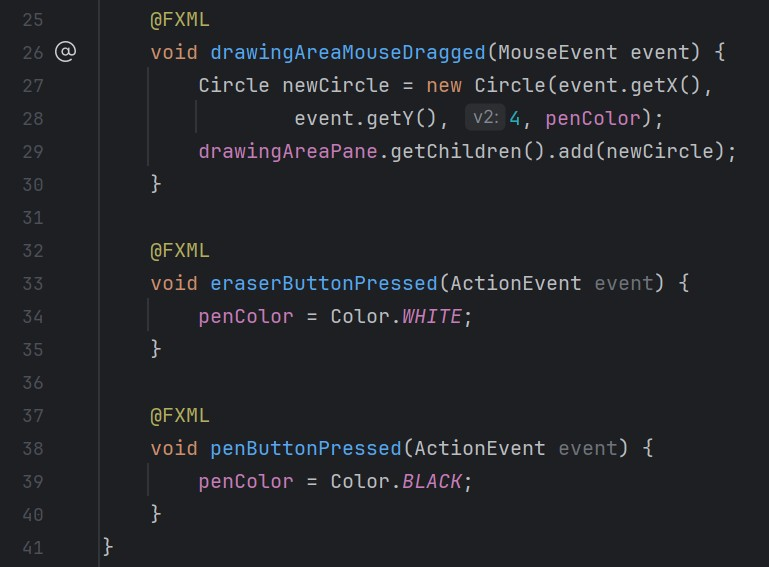 25 @FXML
26 @ void drawingAreaMouseDragged(MouseEvent event) {
27 Circle newCircle = new Circle(event.getX(),
28 event.getY(), v2: 4, penColor);
29 drawingAreaPane.getChildren().add(newCircle);
30 }
31
32 @FXML
33 void eraserButtonPressed(ActionEvent event) {
34 penColor = Color.WHITE;
35 }
36
37 @FXML
38 void penButtonPressed(ActionEvent event) {
39 penColor = Color.BLACK;
40 }
41 }